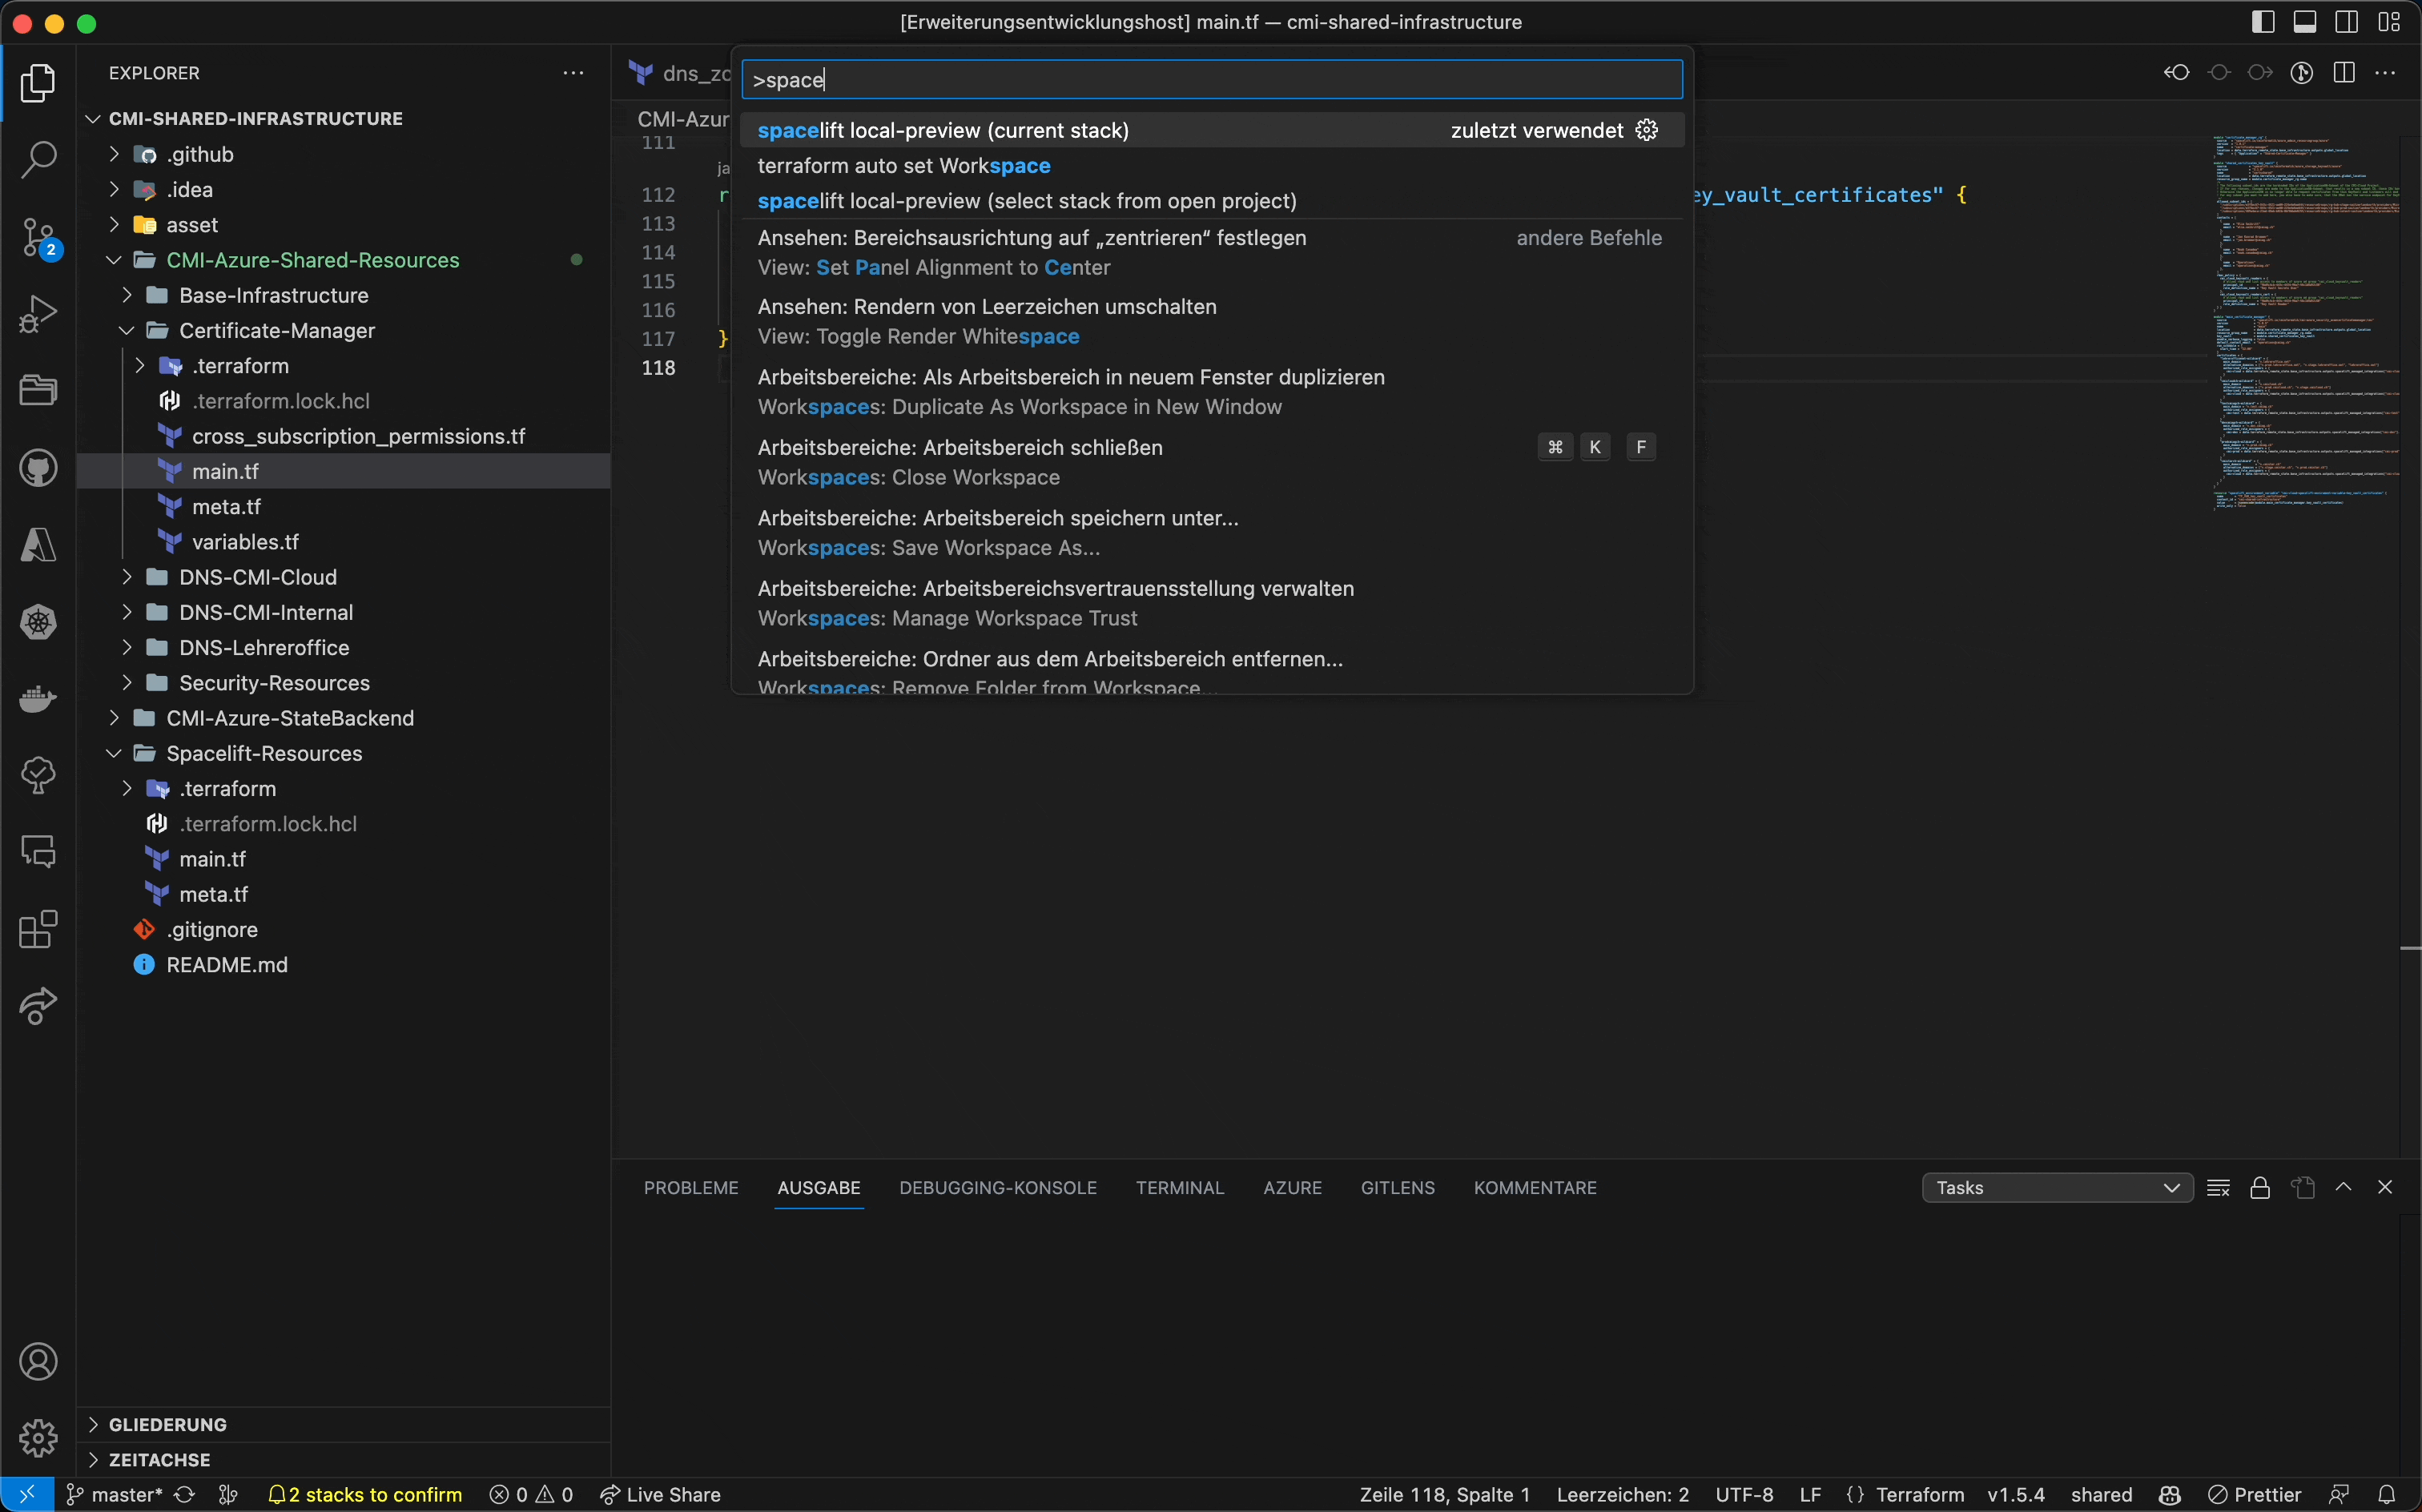 [Erweiterungsentwicklungshost] main.tf — cmi-shared-infrastructure
EXPLORER
CMI-SHARED-INFRASTRUCTURE
.github
.idea
asset
CMI-Azure-Shared-Resources
Base-Infrastructure
Certificate-Manager
.terraform
.terraform.lock.hcl
cross_subscription_permissions.tf
main.tf
meta.tf
variables.tf
DNS-CMI-Cloud
DNS-CMI-Internal
DNS-Lehreroffice
Security-Resources
CMI-Azure-StateBackend
Spacelift-Resources
.terraform
.terraform.lock.hcl
main.tf
meta.tf
.gitignore
README.md
GLIEDERUNG
ZEITACHSE
2
dns_zo
CMI-Azur
>space
spacelift local-preview (current stack) zuletzt verwendet
terraform auto set Workspace
spacelift local-preview (select stack from open project)
Ansehen: Bereichsausrichtung auf „zentrieren“ festlegen andere Befehle
View: Set Panel Alignment to Center
Ansehen: Rendern von Leerzeichen umschalten
View: Toggle Render Whitespace
Arbeitsbereiche: Als Arbeitsbereich in neuem Fenster duplizieren
Workspaces: Duplicate As Workspace in New Window
Arbeitsbereiche: Arbeitsbereich schließen ⌘ K F
Workspaces: Close Workspace
Arbeitsbereiche: Arbeitsbereich speichern unter...
Workspaces: Save Workspace As...
Arbeitsbereiche: Arbeitsbereichsvertrauensstellung verwalten
Workspaces: Manage Workspace Trust
Arbeitsbereiche: Ordner aus dem Arbeitsbereich entfernen...
Workspaces: Remove Folder from Workspace...
111
ja
112 r ey_vault_certificates" {
113
114
115
116
117 }
118
PROBLEME AUSGABE DEBUGGING-KONSOLE TERMINAL AZURE GITLENS KOMMENTARE Tasks
master* 2 stacks to confirm 0 0 Live Share Zeile 118, Spalte 1 Leerzeichen: 2 UTF-8 LF {} Terraform v1.5.4 shared Prettier